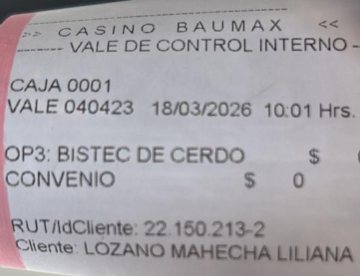 >> CASINO BAUMAX <<
------ VALE DE CONTROL INTERNO -
CAJA 0001
VALE 040423 18/03/2026 10:01 Hrs.
OP3: BISTEC DE CERDO $
CONVENIO $ 0
RUT/IdCliente: 22.150.213-2
Cliente: LOZANO MAHECHA LILIANA